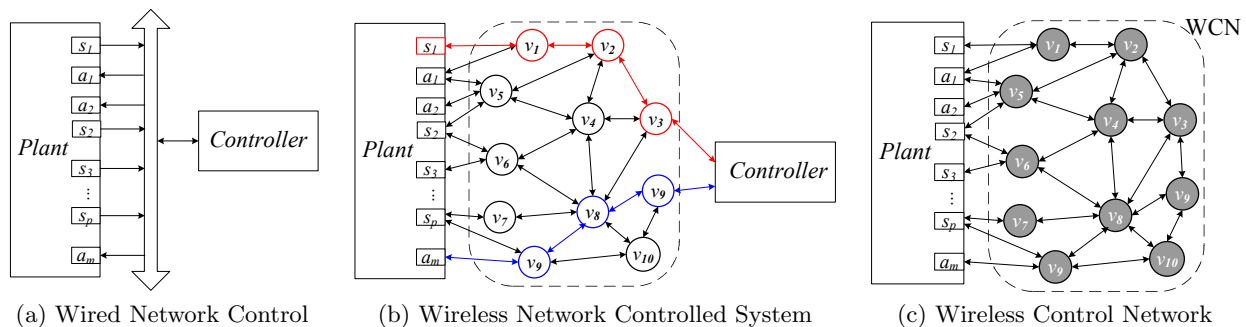 Plant
s1
a1
a2
s2
s3
⋮
sp
am
Controller
(a) Wired Network Control
Plant
s1
a1
a2
s2
s3
...
sp
am
v1
v2
v5
v4
v3
v6
v9
v7
v8
v9
v10
Controller
(b) Wireless Network Controlled System
WCN
Plant
s1
a1
a2
s2
s3
...
sp
am
v1
v2
v5
v4
v3
v6
v9
v7
v8
v9
v10
(c) Wireless Control Network